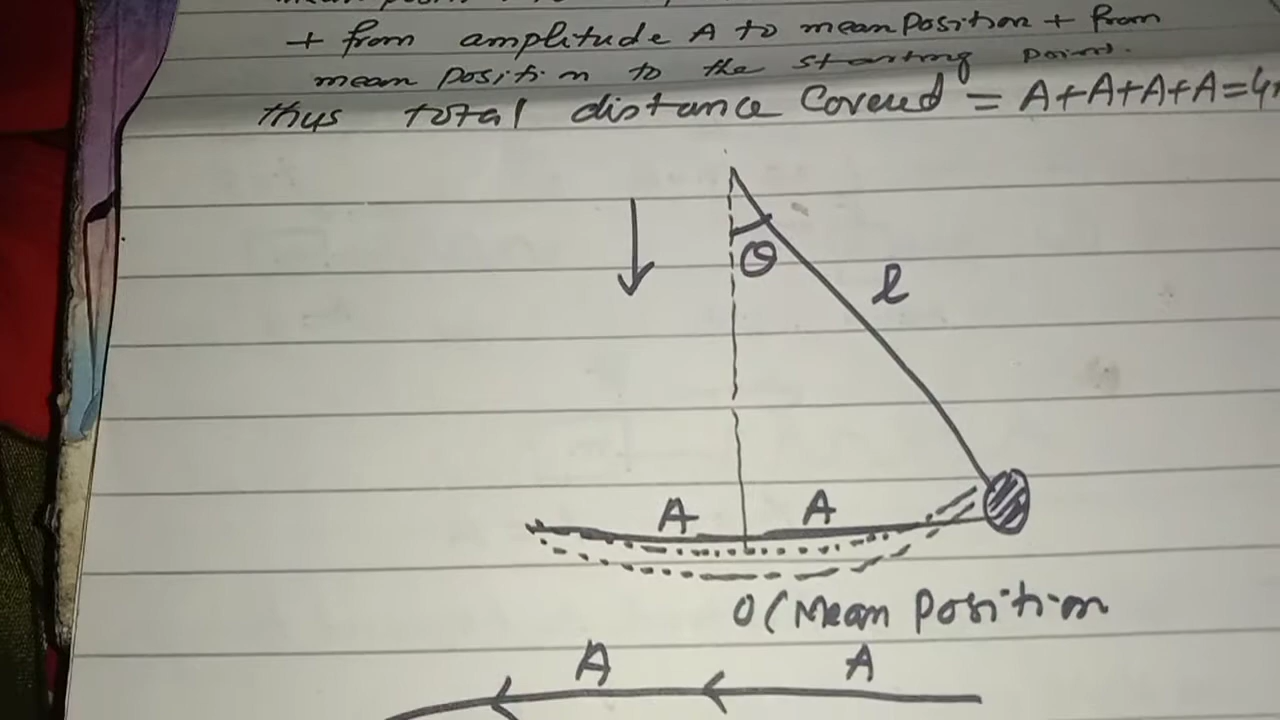 + from amplitude A to mean position + from
mean position to the starting point.
thus total distance covered = A+A+A+A=4
θ
l
A A
O(Mean position
A A